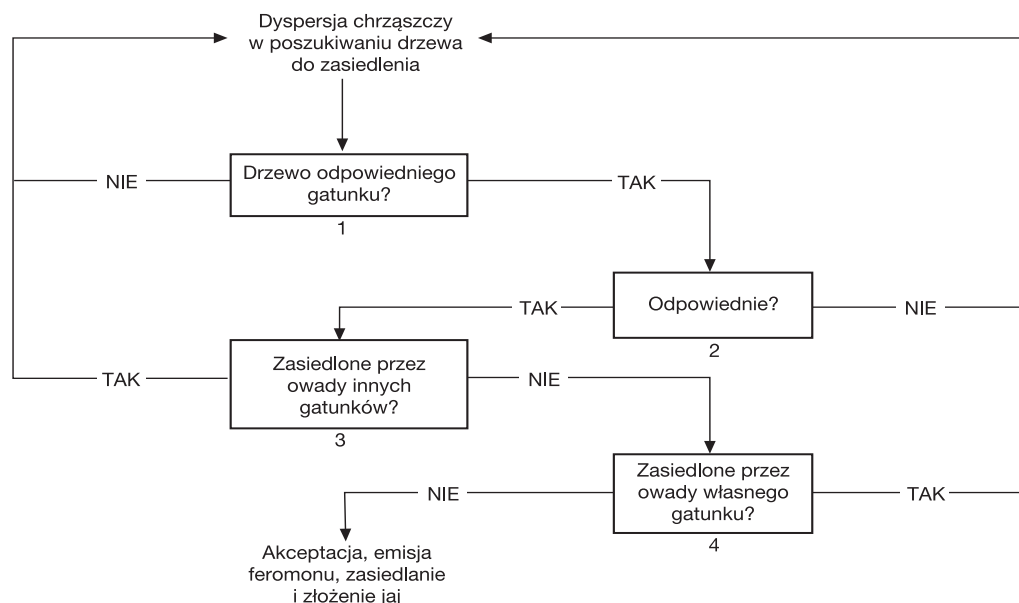 Dyspersja chrząszczy
w poszukiwaniu drzewa
do zasiedlenia
NIE
Drzewo odpowiedniego
gatunku?
TAK
1
TAK
Odpowiednie?
NIE
2
TAK
Zasiedlone przez
owady innych
gatunków?
NIE
3
NIE
Zasiedlone przez
owady własnego
gatunku?
TAK
4
Akceptacja, emisja
feromonu, zasiedlanie
i złożenie jaj